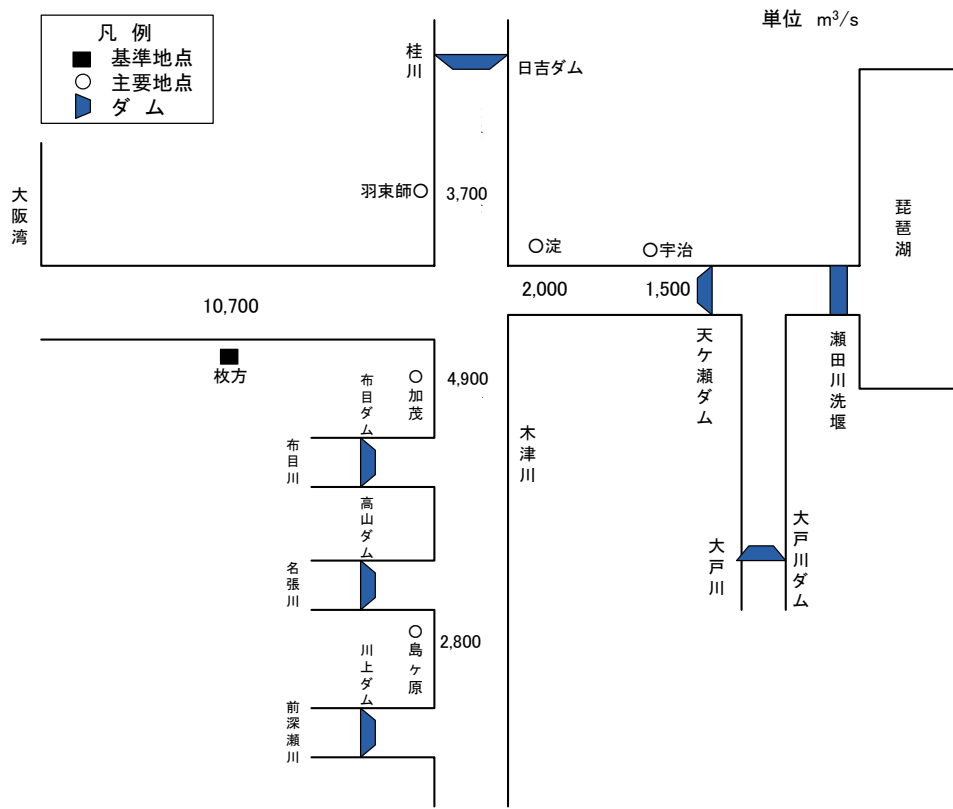 単位 m³/s
凡 例
基準地点
主要地点
ダ ム
桂川
日吉ダム
大阪湾
羽束師
3,700
琵琶湖
淀
宇治
2,000
1,500
10,700
枚方
天ケ瀬ダム
瀬田川洗堰
4,900
加茂
布目ダム
布目川
木津川
高山ダム
名張川
大戸川
大戸川ダム
島ヶ原
2,800
川上ダム
前深瀬川